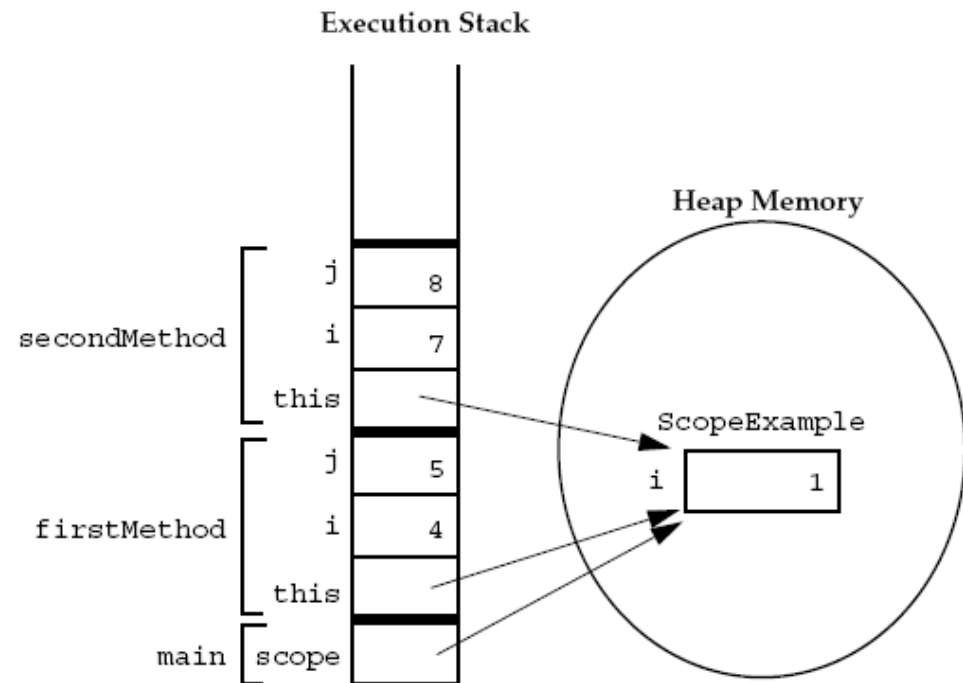 Execution Stack
Heap Memory
j 8
secondMethod i 7
this
ScopeExample
j 5
i 1
firstMethod i 4
this
main scope